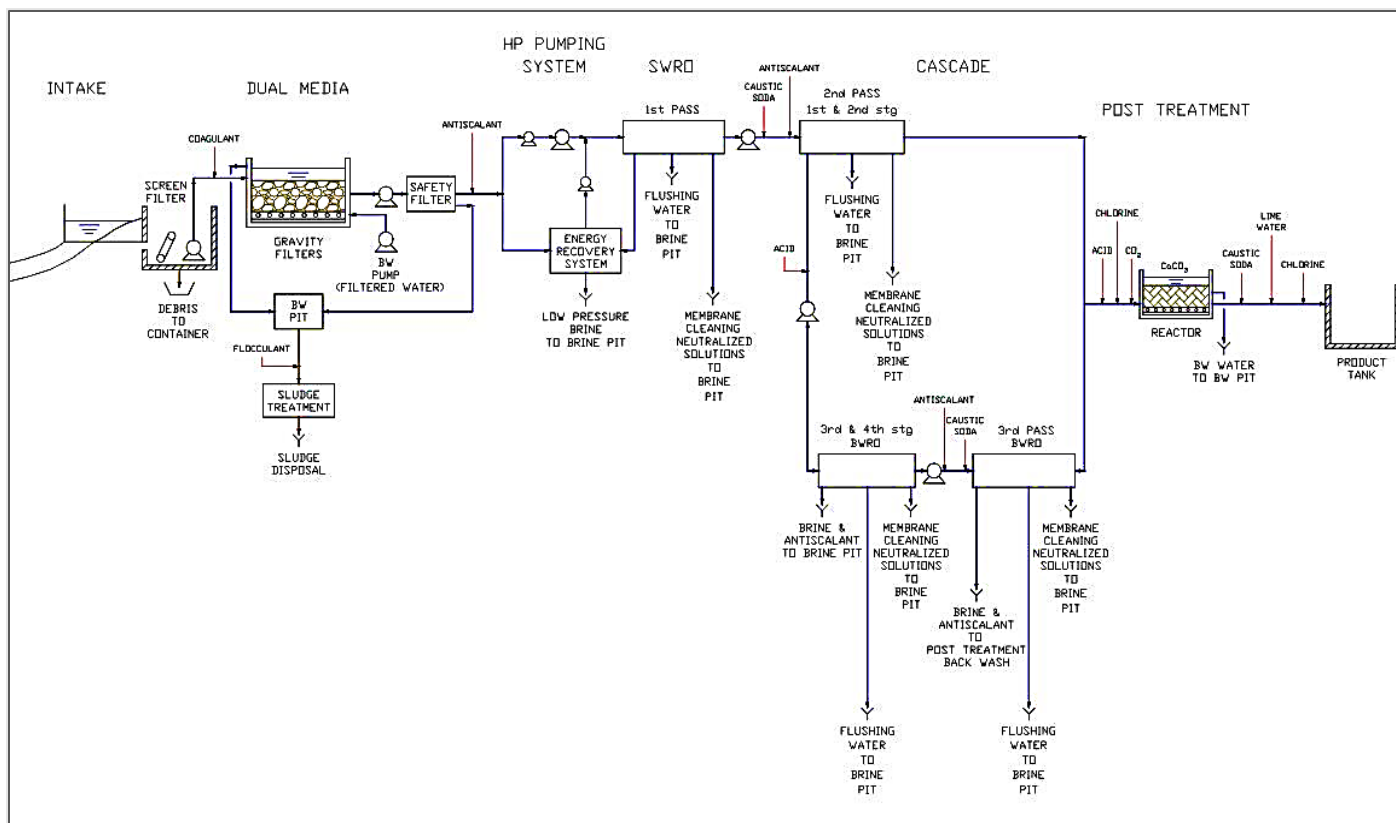 INTAKE
DUAL MEDIA
HP PUMPING
SYSTEM
SWRO
CASCADE
POST TREATMENT
SCREEN
FILTER
COAGULANT
GRAVITY
FILTERS
DEBRIS
TO
CONTAINER
BW
PIT
FLOCCULANT
SLUDGE
TREATMENT
SLUDGE
DISPOSAL
BW
PUMP
(FILTERED WATER)
SAFETY
FILTER
ANTISCALANT
ENERGY
RECOVERY
SYSTEM
LOW PRESSURE
BRINE
TO BRINE PIT
1st PASS
FLUSHING
WATER
TO
BRINE
PIT
MEMBRANE
CLEANING
NEUTRALIZED
SOLUTIONS
TO
BRINE
PIT
CAUSTIC
SODA
ANTISCALANT
2nd PASS
1st & 2nd stg
FLUSHING
WATER
TO
BRINE
PIT
MEMBRANE
CLEANING
NEUTRALIZED
SOLUTIONS
TO
BRINE
PIT
ACID
3rd & 4th stg
BWRO
BRINE &
ANTISCALANT
TO BRINE PIT
MEMBRANE
CLEANING
NEUTRALIZED
SOLUTIONS
TO
BRINE
PIT
FLUSHING
WATER
TO
BRINE
PIT
ANTISCALANT
CAUSTIC
SODA
3rd PASS
BWRO
BRINE &
ANTISCALANT
TO
POST TREATMENT
BACK WASH
MEMBRANE
CLEANING
NEUTRALIZED
SOLUTIONS
TO
BRINE
PIT
FLUSHING
WATER
TO
BRINE
PIT
ACID
CHLORINE
CO₂
CaCO₃
REACTOR
BW WATER
TO BW PIT
CAUSTIC
SODA
LIME
WATER
CHLORINE
PRODUCT
TANK